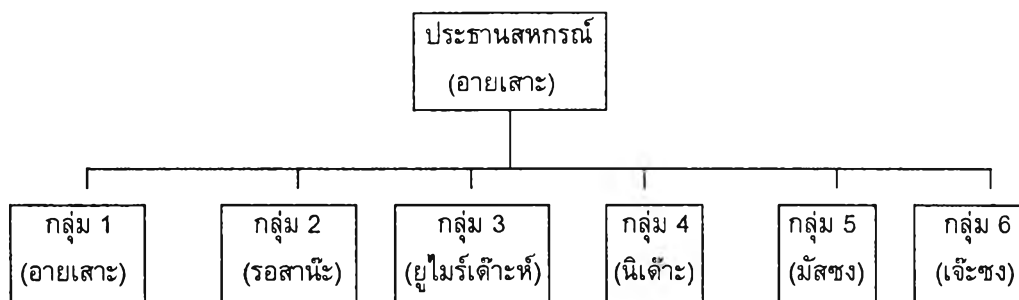 ประธานสหกรณ์
(อายเสาะ)
กลุ่ม 1
(อายเสาะ)
กลุ่ม 2
(รอสาน๊ะ)
กลุ่ม 3
(ยูไมร์เด๊าะห์)
กลุ่ม 4
(นิเด๊าะ)
กลุ่ม 5
(มัสซง)
กลุ่ม 6
(เจ๊ะซง)